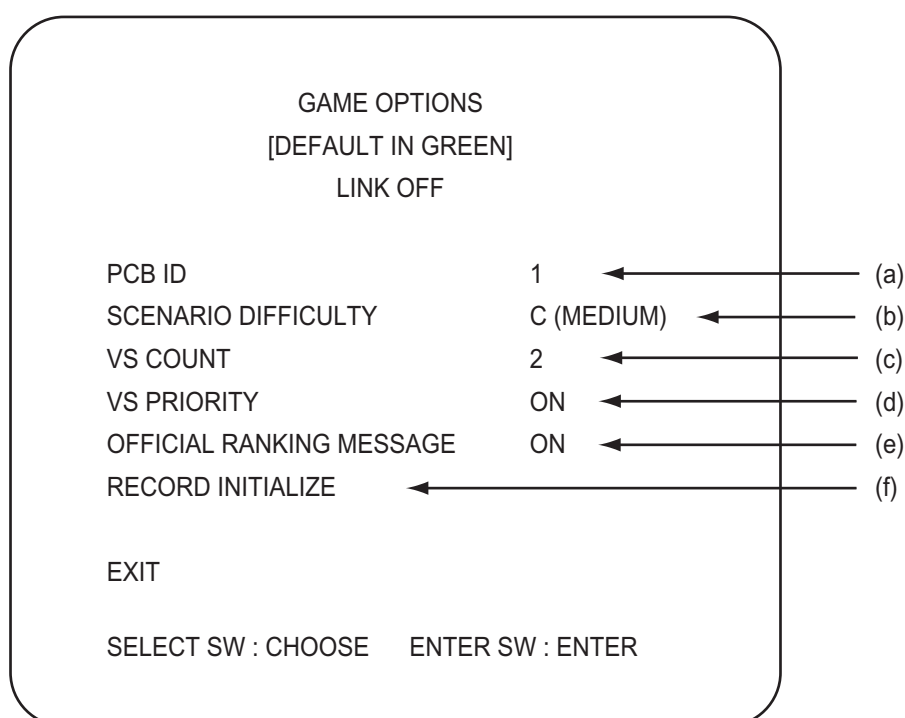 GAME OPTIONS
[DEFAULT IN GREEN]
LINK OFF
PCB ID 1 (a)
SCENARIO DIFFICULTY C (MEDIUM) (b)
VS COUNT 2 (c)
VS PRIORITY ON (d)
OFFICIAL RANKING MESSAGE ON (e)
RECORD INITIALIZE (f)
EXIT
SELECT SW : CHOOSE ENTER SW : ENTER